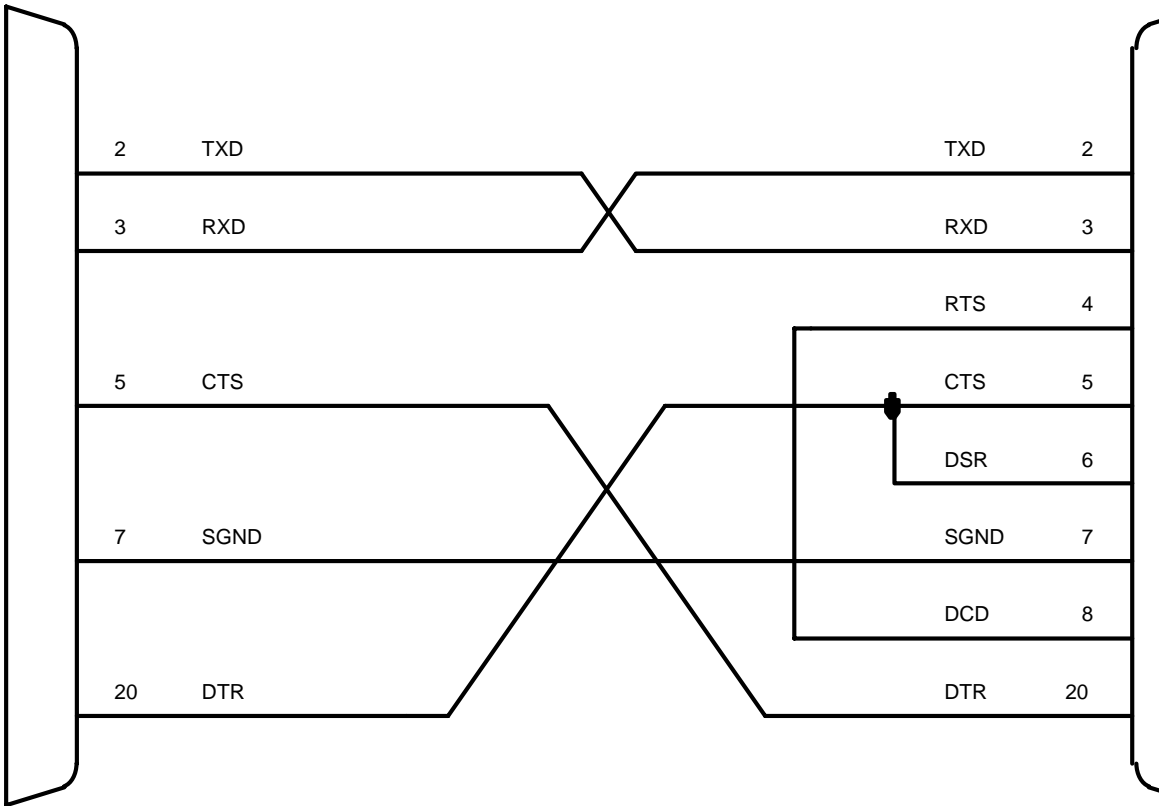 2 TXD TXD 2
3 RXD RXD 3
RTS 4
5 CTS CTS 5
DSR 6
7 SGND SGND 7
DCD 8
20 DTR DTR 20